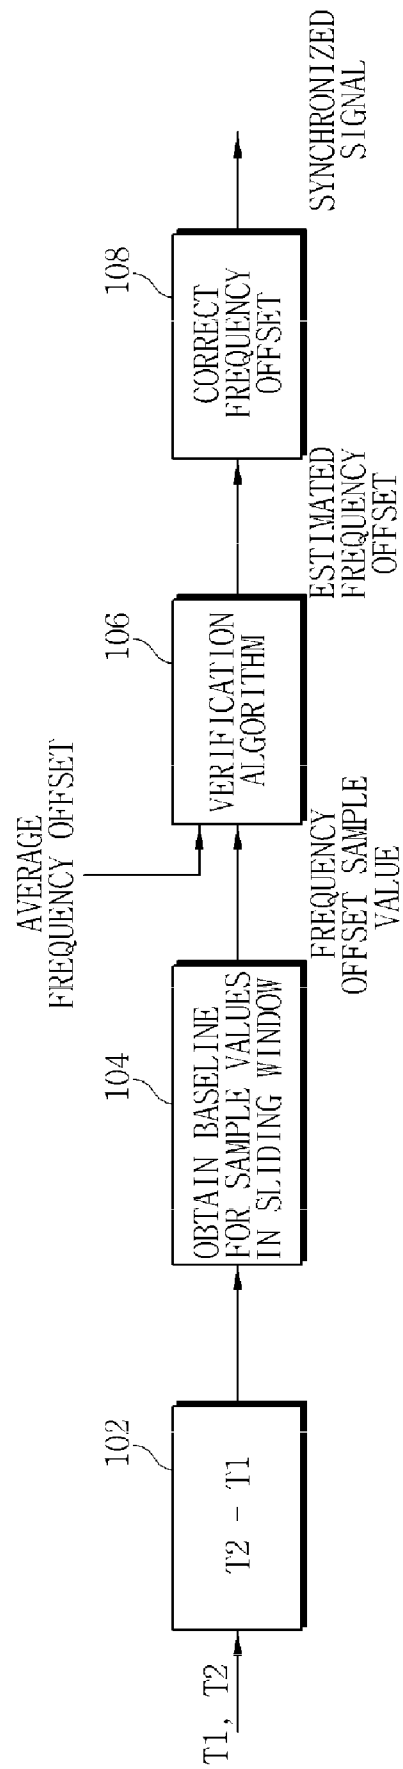 T1, T2
102
T2 - T1
104
OBTAIN BASELINE
FOR SAMPLE VALUES
IN SLIDING WINDOW
FREQUENCY
OFFSET SAMPLE
VALUE
AVERAGE
FREQUENCY OFFSET
106
VERIFICATION
ALGORITHM
ESTIMATED
FREQUENCY
OFFSET
108
CORRECT
FREQUENCY
OFFSET
SYNCHRONIZED
SIGNAL